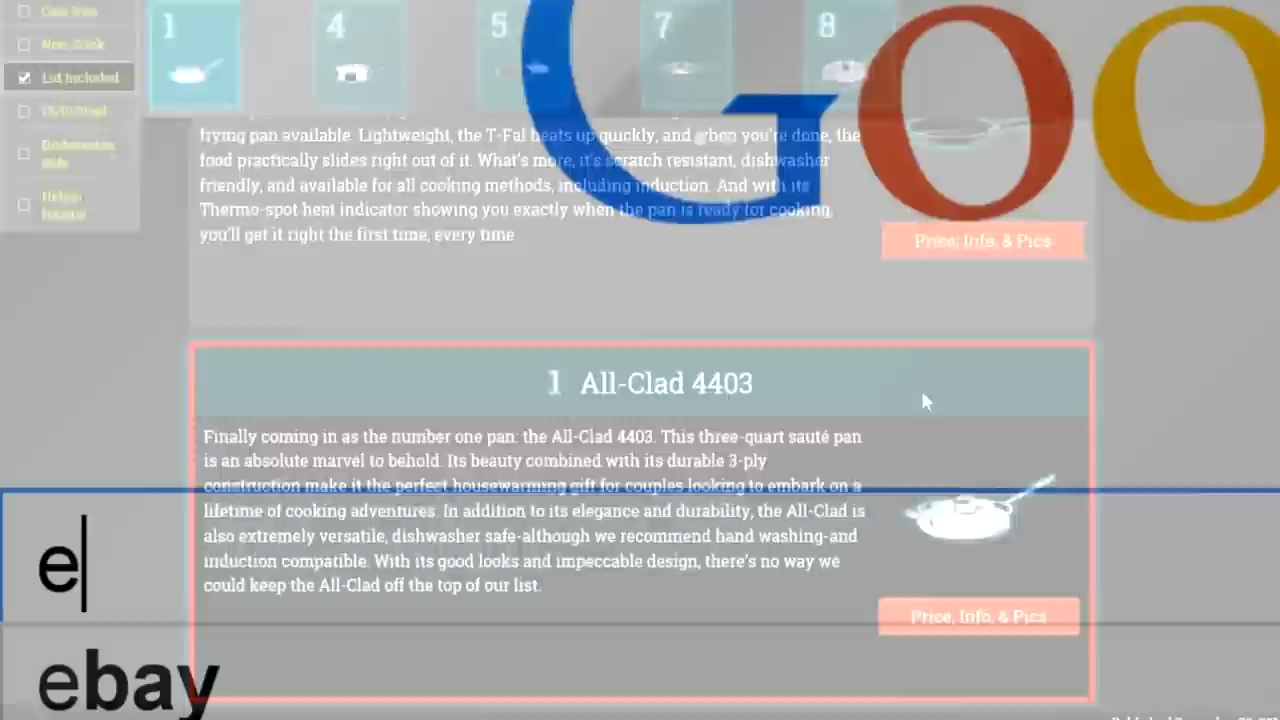 Cast Iron
Non-Stick
Lid Included
Dishwasher
Safe
1
4
5
7
8
GOO
frying pan available. Lightweight, the T-Fal heats up quickly, and when you're done, the
food practically slides right out of it. What's more, it's scratch resistant, dishwasher
friendly, and available for all cooking methods, including induction. And with its
Thermo-spot heat indicator showing you exactly when the pan is ready for cooking,
you'll get it right the first time, every time
Price, Info, & Pics
1 All-Clad 4403
Finally coming in as the number one pan: the All-Clad 4403. This three-quart sauté pan
is an absolute marvel to behold. Its beauty combined with its durable 3-ply
construction make it the perfect housewarming gift for couples looking to embark on a
lifetime of cooking adventures. In addition to its elegance and durability, the All-Clad is
also extremely versatile, dishwasher safe-although we recommend hand washing-and
induction compatible. With its good looks and impeccable design, there's no way we
could keep the All-Clad off the top of our list.
Price, Info, & Pics
e
ebay